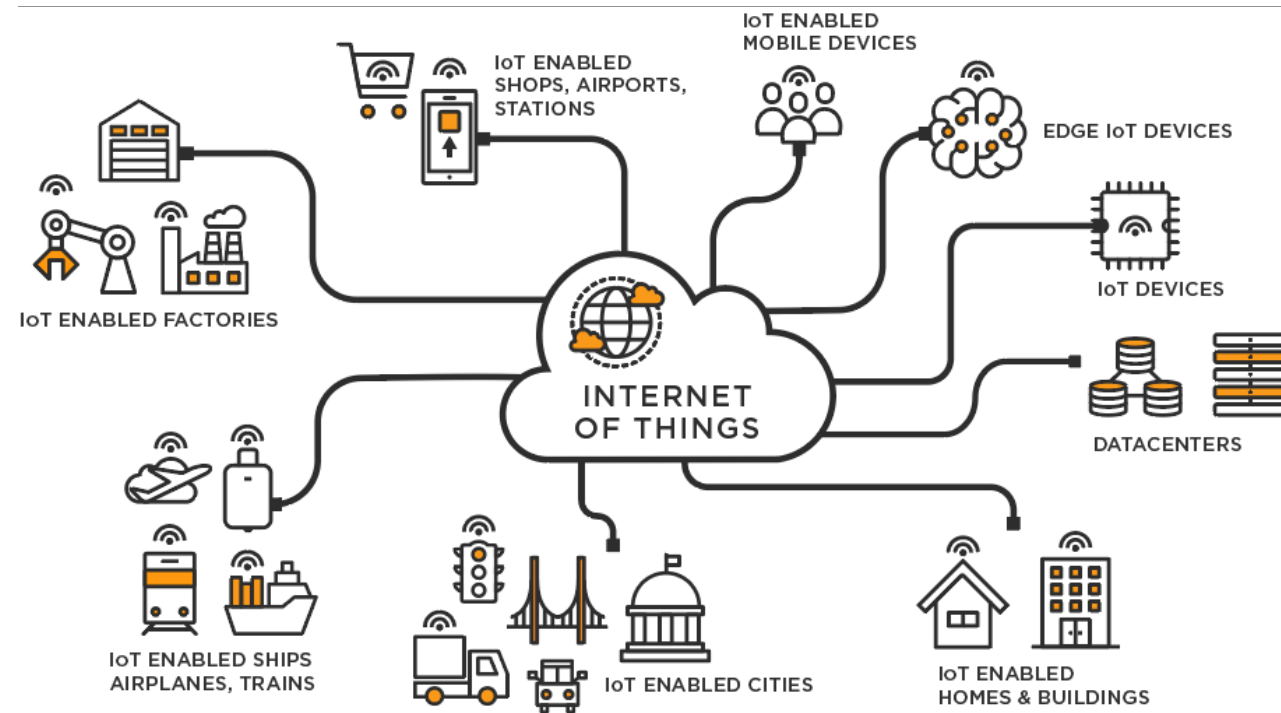 IoT ENABLED
MOBILE DEVICES
IoT ENABLED
SHOPS, AIRPORTS,
STATIONS
EDGE IoT DEVICES
IoT DEVICES
IoT ENABLED FACTORIES
INTERNET
OF THINGS
DATACENTERS
IoT ENABLED SHIPS
AIRPLANES, TRAINS
IoT ENABLED CITIES
IoT ENABLED
HOMES & BUILDINGS